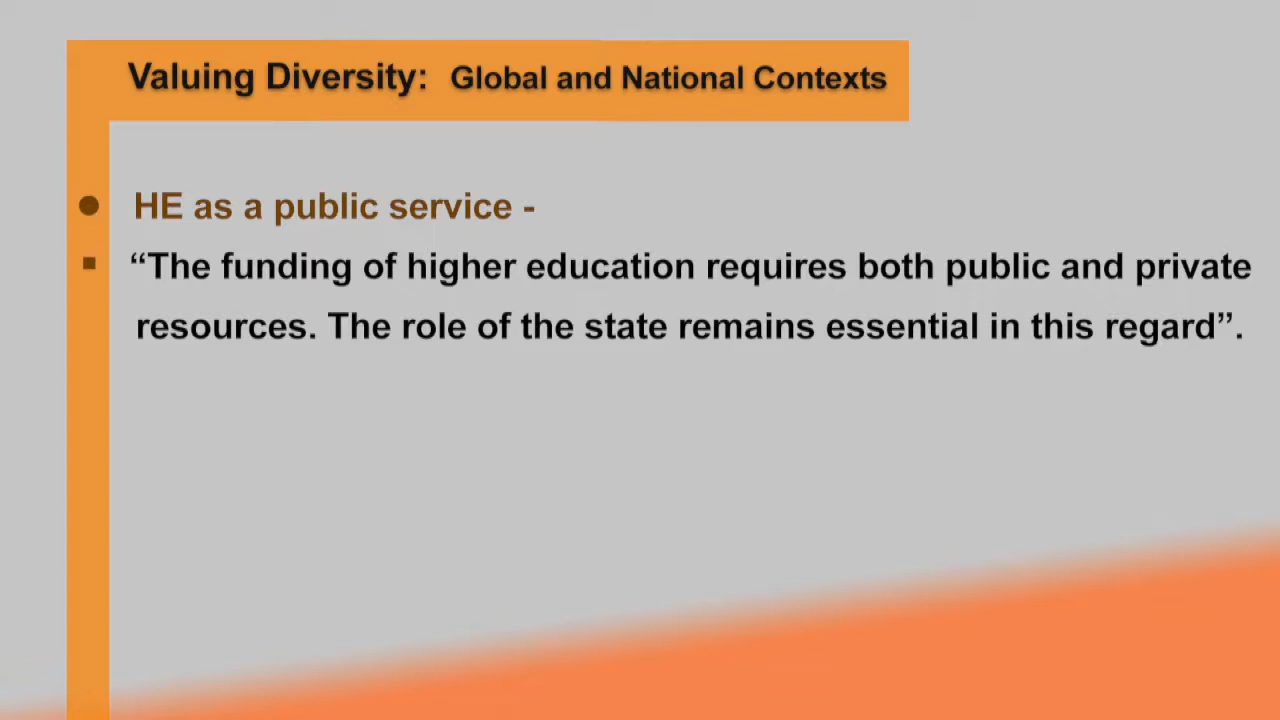 Valuing Diversity: Global and National Contexts
● HE as a public service -
▪ “The funding of higher education requires both public and private
resources. The role of the state remains essential in this regard”.